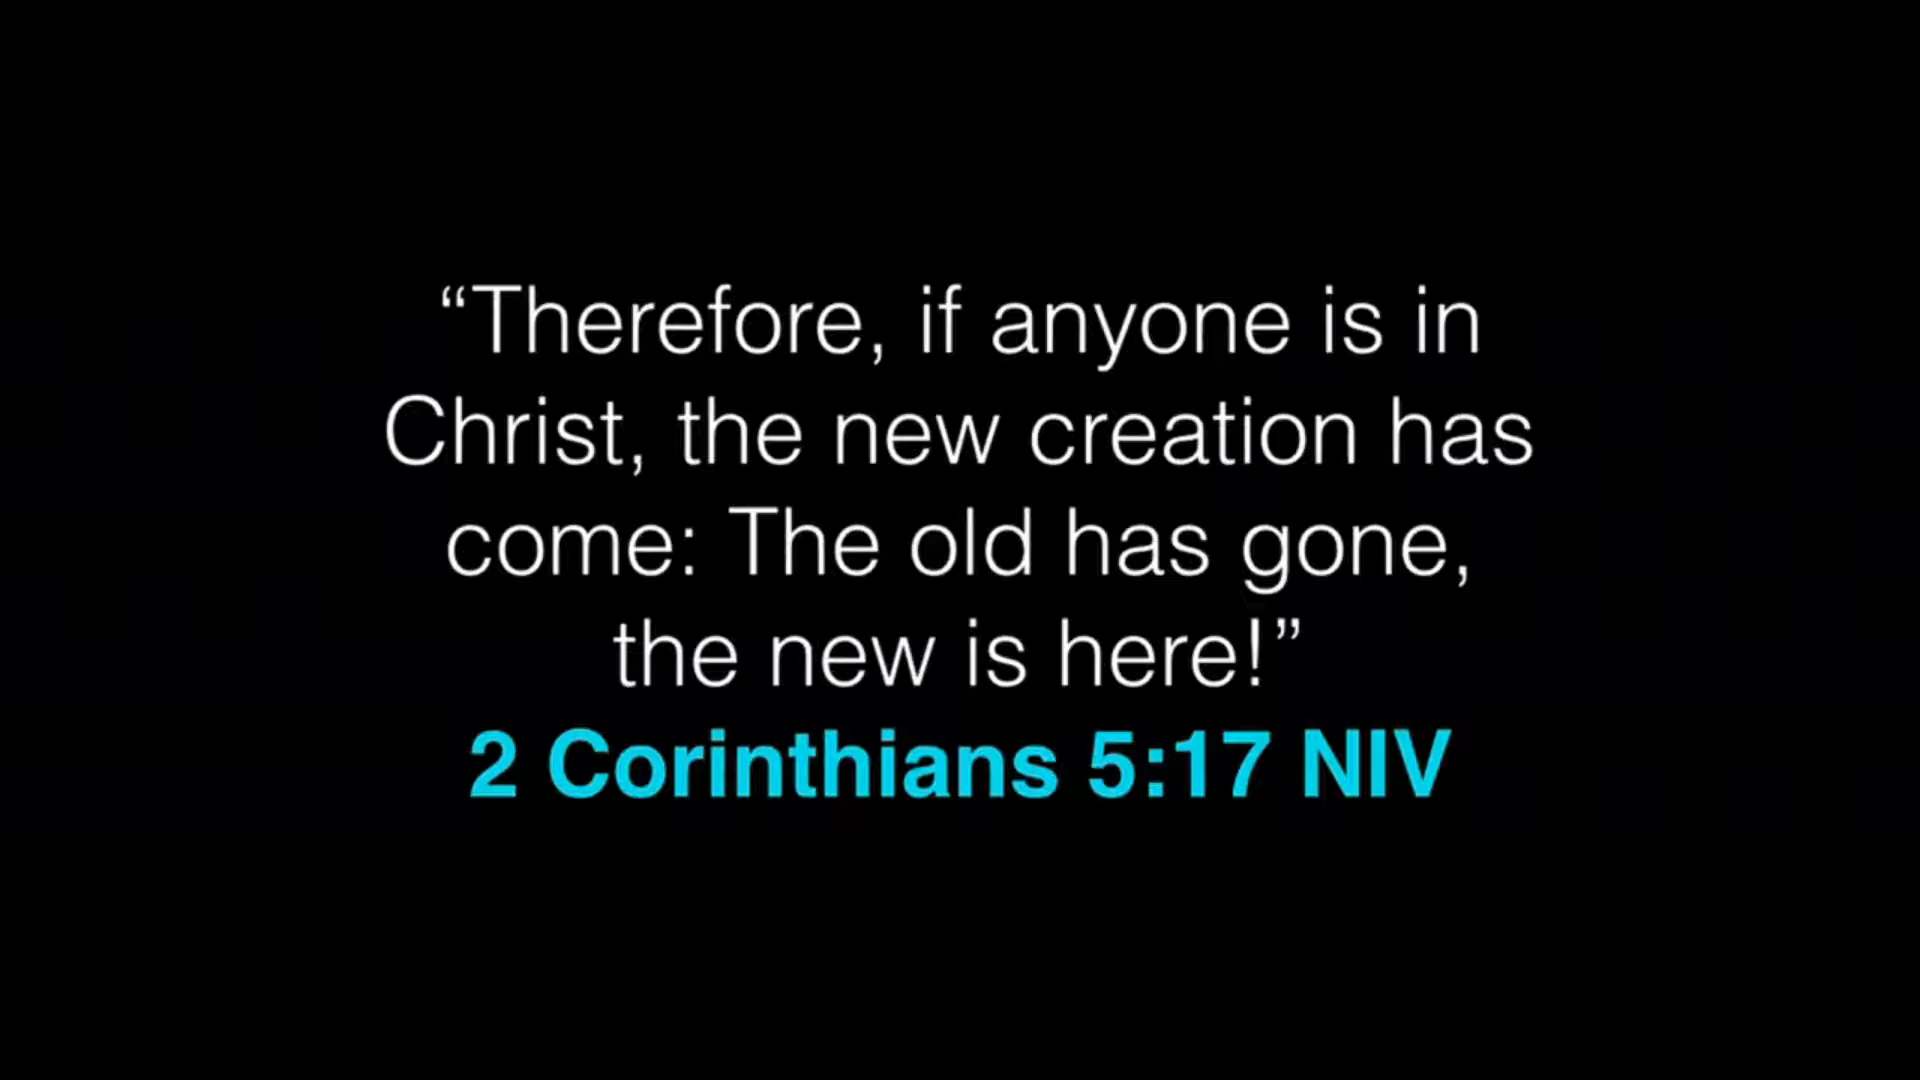 “Therefore, if anyone is in
Christ, the new creation has
come: The old has gone,
the new is here!”
2 Corinthians 5:17 NIV